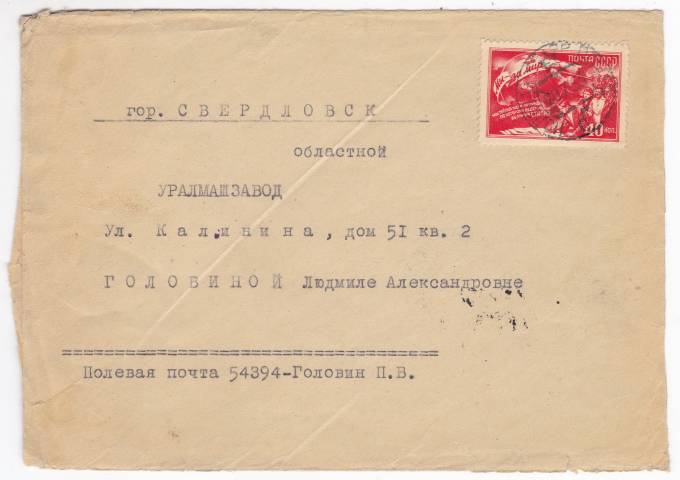 ПОЧТА СССР
40 КОП.
гор. СВЕРДЛОВСК
областной
УРАЛМАШЗАВОД
Ул. Калинина, дом 51 кв. 2
ГОЛОВИНОЙ Людмиле Александровне
Полевая почта 54394-Головин П.В.